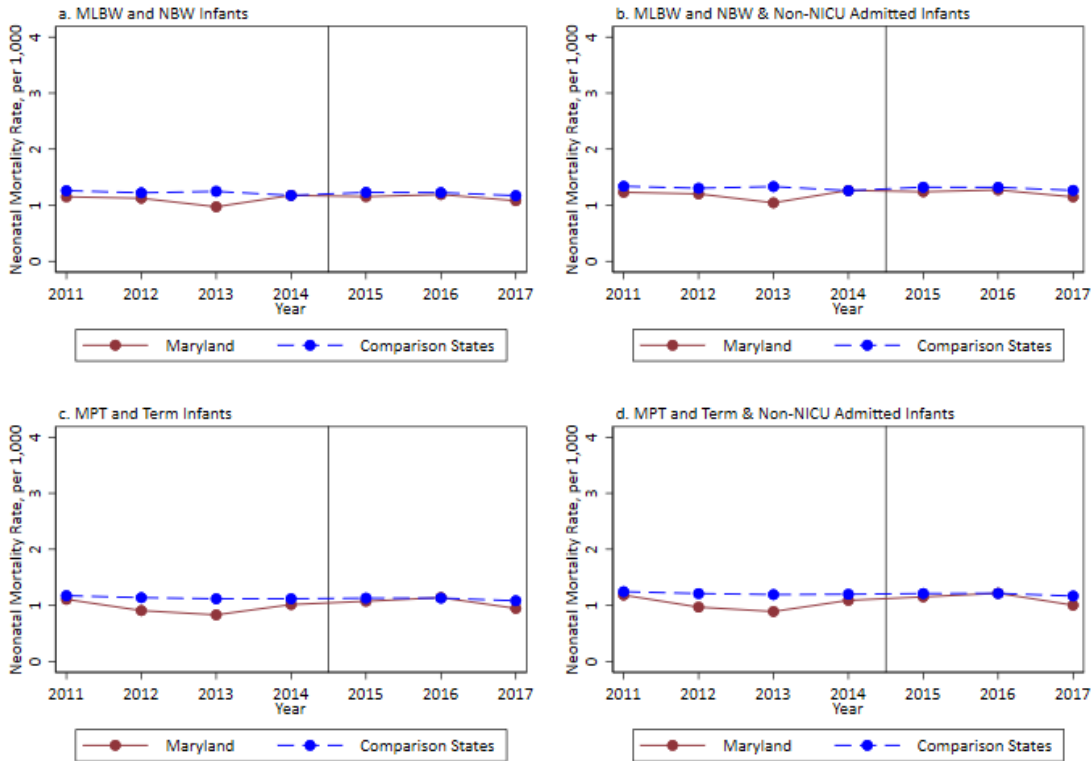 a. MLBW and NBW Infants
Neonatal Mortality Rate, per 1,000
4
3
2
1
0
2011 2012 2013 2014 2015 2016 2017
Year
Maryland Comparison States
b. MLBW and NBW & Non-NICU Admitted Infants
Neonatal Mortality Rate, per 1,000
4
3
2
1
0
2011 2012 2013 2014 2015 2016 2017
Year
Maryland Comparison States
c. MPT and Term Infants
Neonatal Mortality Rate, per 1,000
4
3
2
1
0
2011 2012 2013 2014 2015 2016 2017
Year
Maryland Comparison States
d. MPT and Term & Non-NICU Admitted Infants
Neonatal Mortality Rate, per 1,000
4
3
2
1
0
2011 2012 2013 2014 2015 2016 2017
Year
Maryland Comparison States